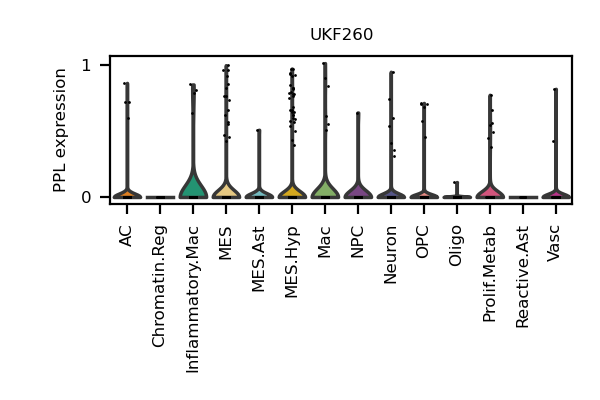 UKF260
PPL expression
1
0
AC
Chromatin.Reg
Inflammatory.Mac
MES
MES.Ast
MES.Hyp
Mac
NPC
Neuron
OPC
Oligo
Prolif.Metab
Reactive.Ast
Vasc